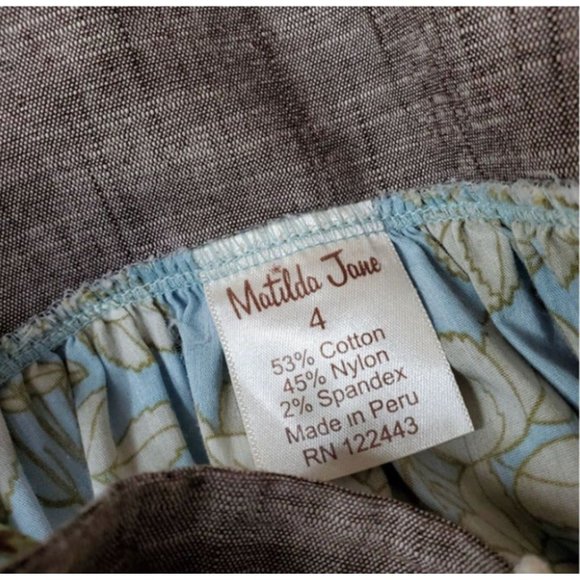 Matilda Jane
4
53% Cotton
45% Nylon
2% Spandex
Made in Peru
RN 122443